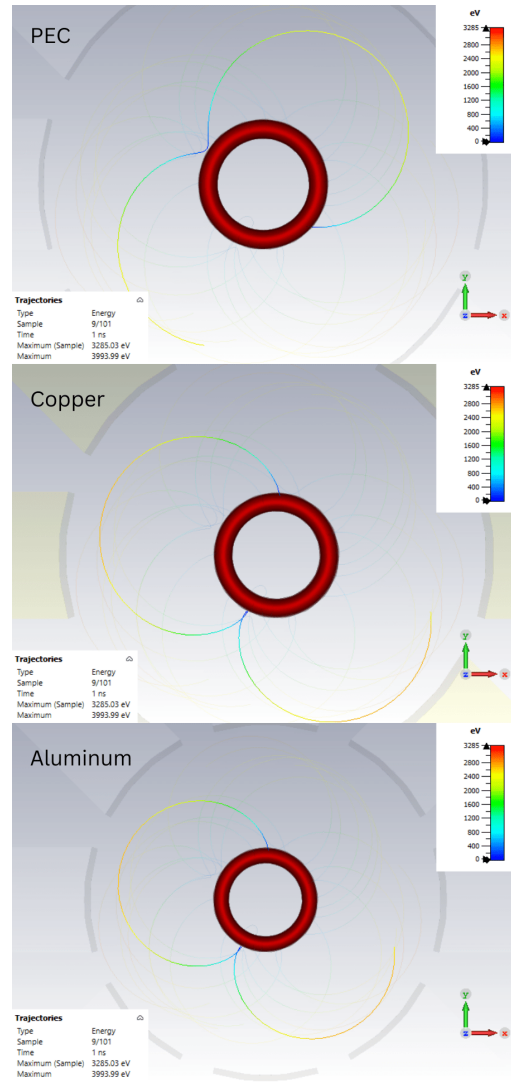 PEC
eV
3285
2800
2400
2000
1600
1200
800
400
0
Trajectories
Type Energy
Sample 9/101
Time 1 ns
Maximum (Sample) 3285.03 eV
Maximum 3993.99 eV
y
z
x
Copper
eV
3285
2800
2400
2000
1600
1200
800
400
0
Trajectories
Type Energy
Sample 9/101
Time 1 ns
Maximum (Sample) 3285.03 eV
Maximum 3993.99 eV
y
z
x
Aluminum
eV
3285
2800
2400
2000
1600
1200
800
400
0
Trajectories
Type Energy
Sample 9/101
Time 1 ns
Maximum (Sample) 3285.03 eV
Maximum 3993.99 eV
y
z
x